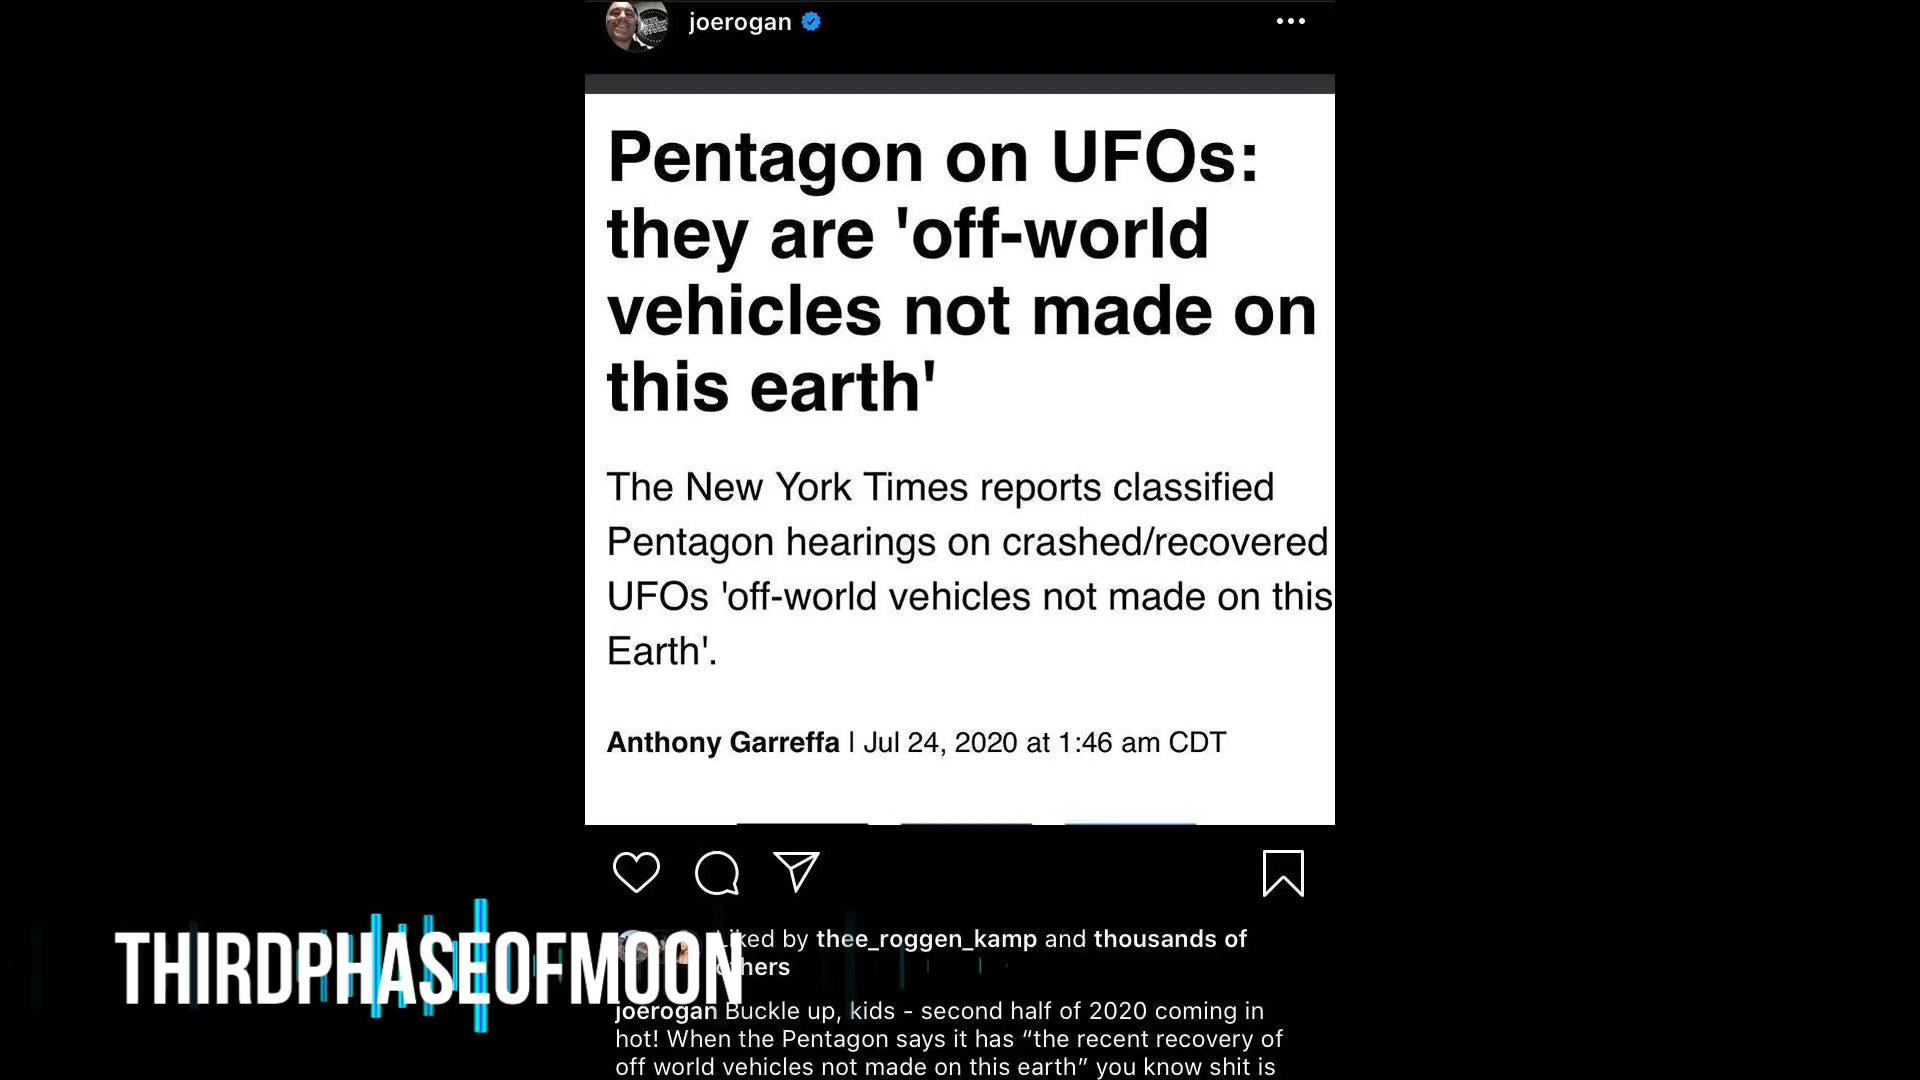 joerogan
Pentagon on UFOs:
they are 'off-world
vehicles not made on
this earth'
The New York Times reports classified
Pentagon hearings on crashed/recovered
UFOs 'off-world vehicles not made on this
Earth'.
Anthony Garreffa | Jul 24, 2020 at 1:46 am CDT
Liked by thee_roggen_kamp and thousands of
others
THIRDPHASEOFMOON
joerogan Buckle up, kids - second half of 2020 coming in
hot! When the Pentagon says it has “the recent recovery of
off world vehicles not made on this earth” you know shit is